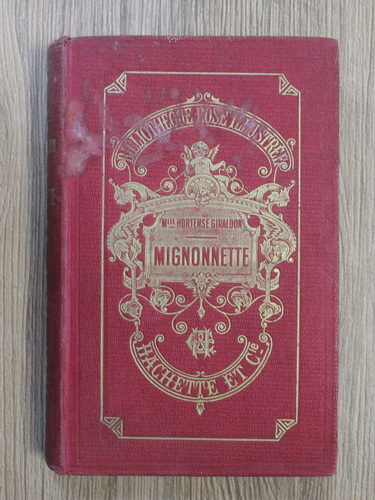 BIBLIOTHÈQUE ROSE ILLUSTRÉE
MLLE HORTENSE GIRALDON
MIGNONNETTE
HACHETTE ET Cie